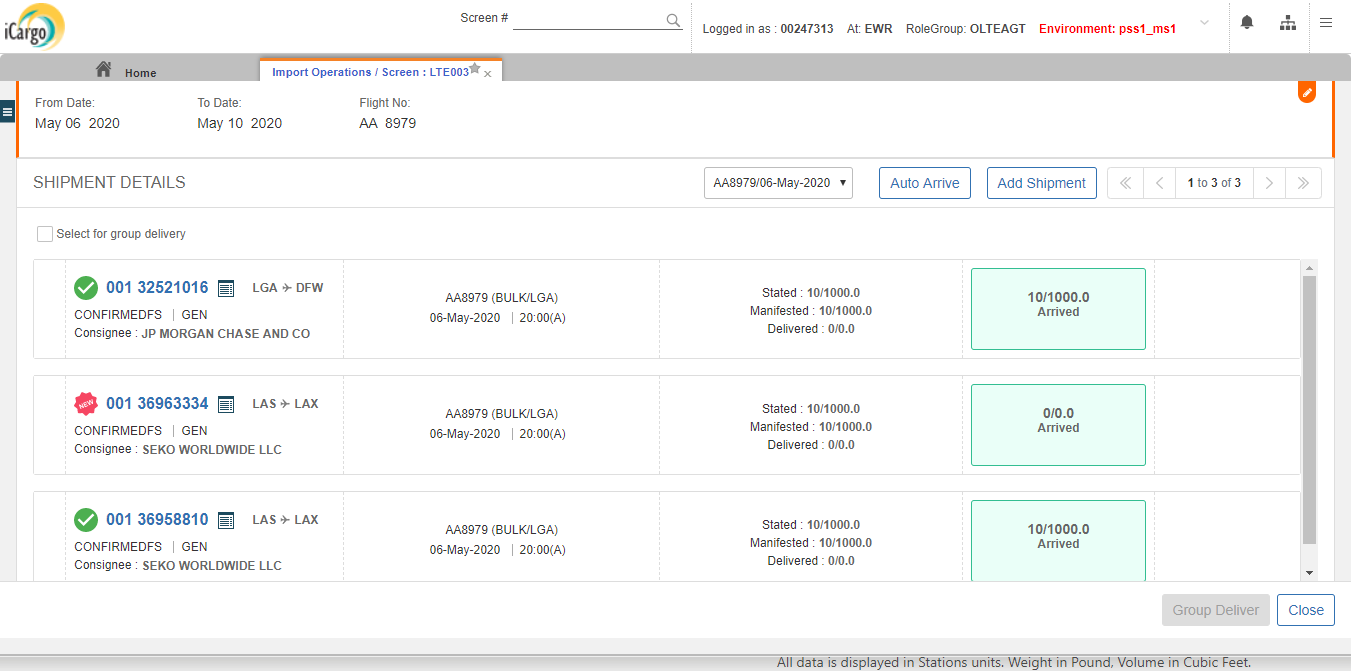 iCargo
Screen #
Logged in as : 00247313 At: EWR RoleGroup: OLTEAGT Environment: pss1_ms1
Home
Import Operations / Screen : LTE003
From Date: To Date: Flight No:
May 06 2020 May 10 2020 AA 8979
SHIPMENT DETAILS
AA8979/06-May-2020 Auto Arrive Add Shipment 1 to 3 of 3
Select for group delivery
001 32521016 LGA DFW
CONFIRMEDFS | GEN
Consignee : JP MORGAN CHASE AND CO
AA8979 (BULK/LGA)
06-May-2020 | 20:00(A)
Stated : 10/1000.0
Manifested : 10/1000.0
Delivered : 0/0.0
10/1000.0
Arrived
NEW
001 36963334 LAS LAX
CONFIRMEDFS | GEN
Consignee : SEKO WORLDWIDE LLC
AA8979 (BULK/LGA)
06-May-2020 | 20:00(A)
Stated : 10/1000.0
Manifested : 10/1000.0
Delivered : 0/0.0
0/0.0
Arrived
001 36958810 LAS LAX
CONFIRMEDFS | GEN
Consignee : SEKO WORLDWIDE LLC
AA8979 (BULK/LGA)
06-May-2020 | 20:00(A)
Stated : 10/1000.0
Manifested : 10/1000.0
Delivered : 0/0.0
10/1000.0
Arrived
Group Deliver Close
All data is displayed in Stations units. Weight in Pound, Volume in Cubic Feet.